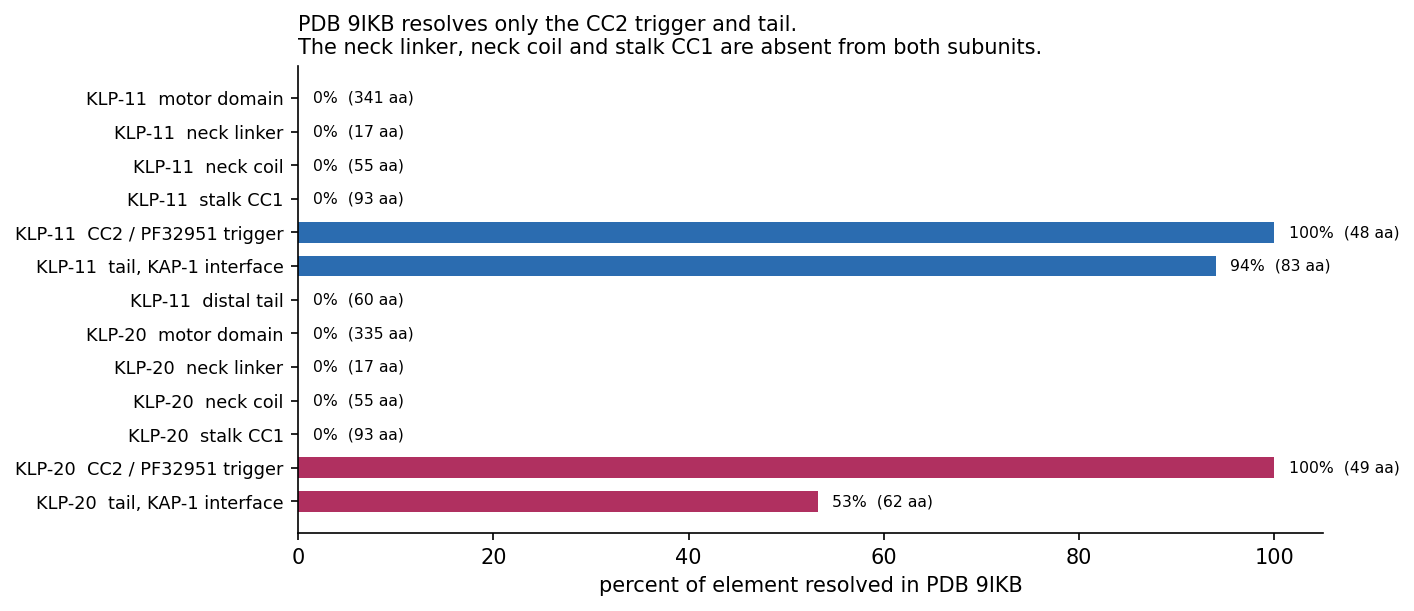 PDB 9IKB resolves only the CC2 trigger and tail.
The neck linker, neck coil and stalk CC1 are absent from both subunits.
KLP-11  motor domain 0%  (341 aa)
KLP-11  neck linker 0%  (17 aa)
KLP-11  neck coil 0%  (55 aa)
KLP-11  stalk CC1 0%  (93 aa)
KLP-11  CC2 / PF32951 trigger 100%  (48 aa)
KLP-11  tail, KAP-1 interface 94%  (83 aa)
KLP-11  distal tail 0%  (60 aa)
KLP-20  motor domain 0%  (335 aa)
KLP-20  neck linker 0%  (17 aa)
KLP-20  neck coil 0%  (55 aa)
KLP-20  stalk CC1 0%  (93 aa)
KLP-20  CC2 / PF32951 trigger 100%  (49 aa)
KLP-20  tail, KAP-1 interface 53%  (62 aa)
0 20 40 60 80 100
percent of element resolved in PDB 9IKB